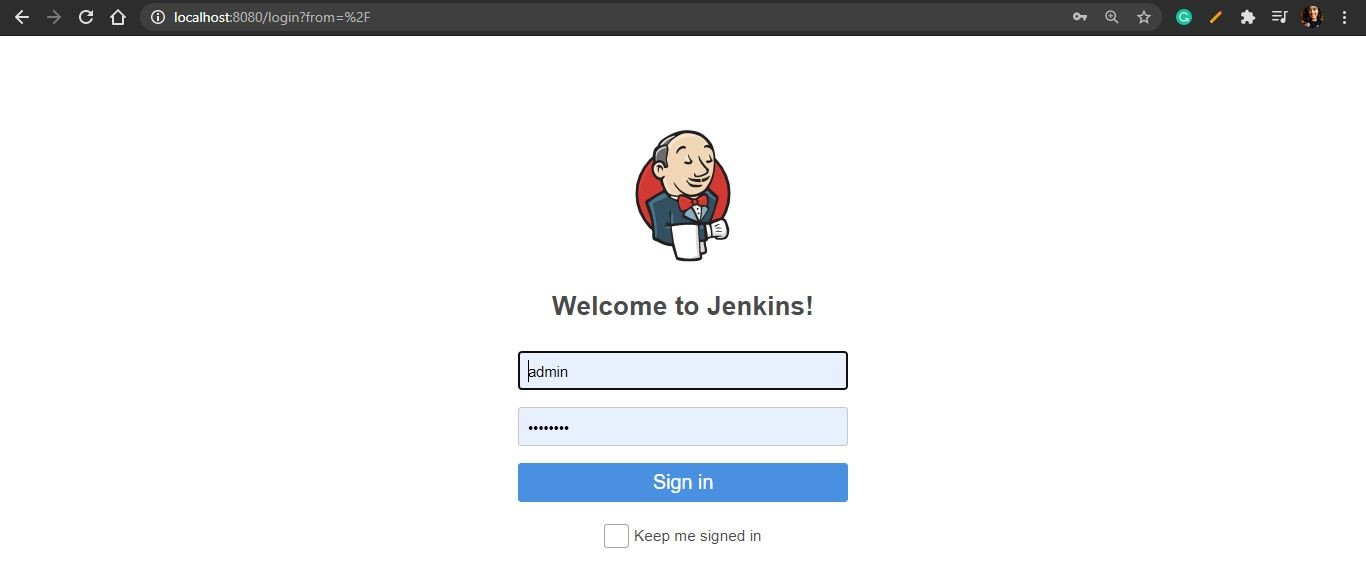 localhost:8080/login?from=%2F
Welcome to Jenkins!
admin
••••••••
Sign in
Keep me signed in